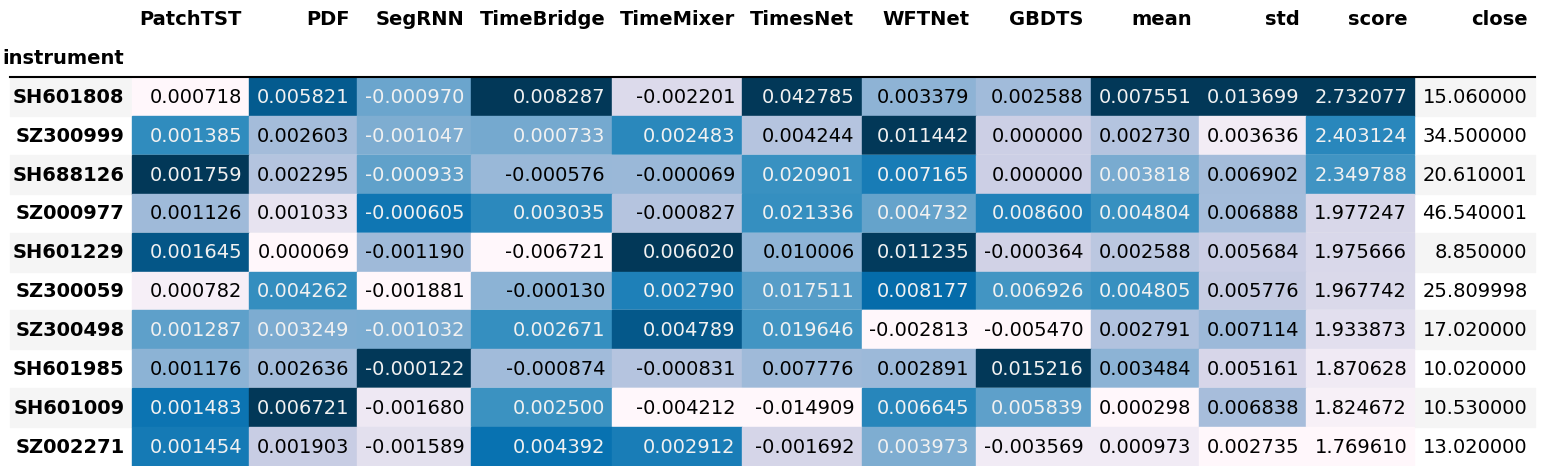 PatchTST PDF SegRNN TimeBridge TimeMixer TimesNet WFTNet GBDTS mean std score close
instrument
SH601808 0.000718 0.005821 -0.000970 0.008287 -0.002201 0.042785 0.003379 0.002588 0.007551 0.013699 2.732077 15.060000
SZ300999 0.001385 0.002603 -0.001047 0.000733 0.002483 0.004244 0.011442 0.000000 0.002730 0.003636 2.403124 34.500000
SH688126 0.001759 0.002295 -0.000933 -0.000576 -0.000069 0.020901 0.007165 0.000000 0.003818 0.006902 2.349788 20.610001
SZ000977 0.001126 0.001033 -0.000605 0.003035 -0.000827 0.021336 0.004732 0.008600 0.004804 0.006888 1.977247 46.540001
SH601229 0.001645 0.000069 -0.001190 -0.006721 0.006020 0.010006 0.011235 -0.000364 0.002588 0.005684 1.975666 8.850000
SZ300059 0.000782 0.004262 -0.001881 -0.000130 0.002790 0.017511 0.008177 0.006926 0.004805 0.005776 1.967742 25.809998
SZ300498 0.001287 0.003249 -0.001032 0.002671 0.004789 0.019646 -0.002813 -0.005470 0.002791 0.007114 1.933873 17.020000
SH601985 0.001176 0.002636 -0.000122 -0.000874 -0.000831 0.007776 0.002891 0.015216 0.003484 0.005161 1.870628 10.020000
SH601009 0.001483 0.006721 -0.001680 0.002500 -0.004212 -0.014909 0.006645 0.005839 0.000298 0.006838 1.824672 10.530000
SZ002271 0.001454 0.001903 -0.001589 0.004392 0.002912 -0.001692 0.003973 -0.003569 0.000973 0.002735 1.769610 13.020000